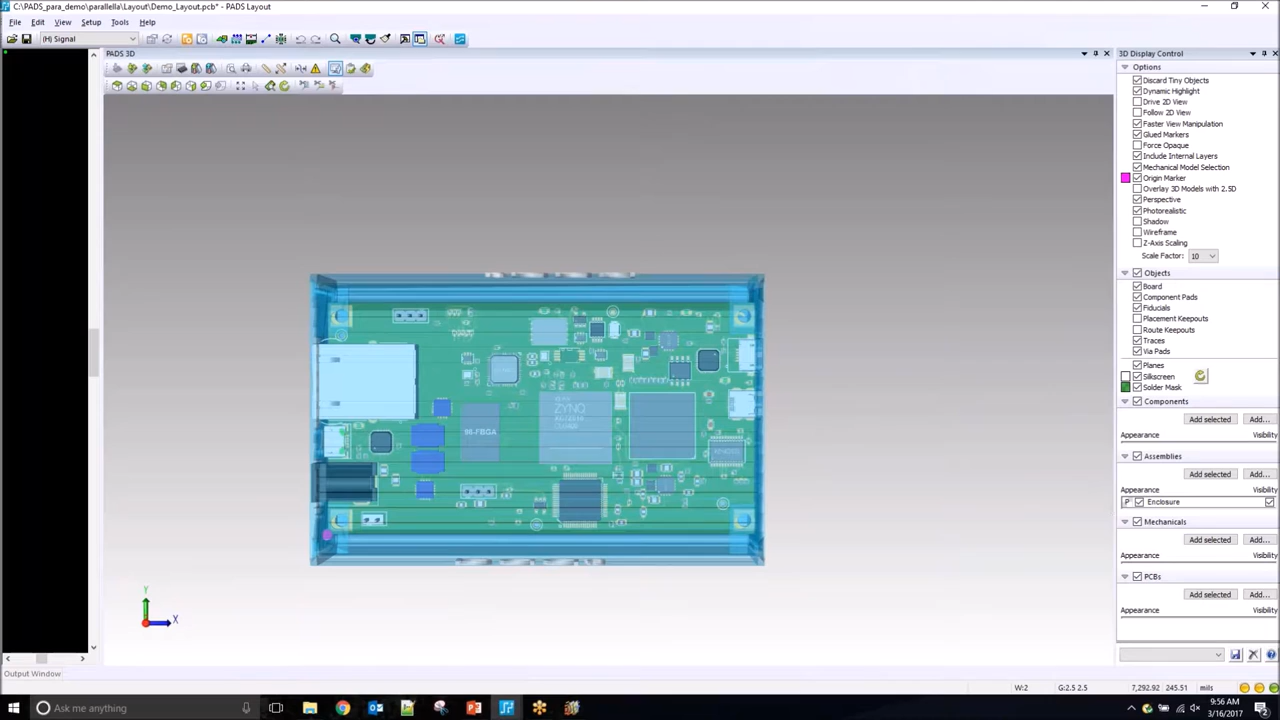 C:\PADS_para_demo\parallella\Layout\Demo_Layout.pcb* - PADS Layout
File Edit View Setup Tools Help
(H) Signal
PADS 3D
3D Display Control
Options
Discard Tiny Objects
Dynamic Highlight
Drive 2D View
Follow 2D View
Faster View Manipulation
Glued Markers
Force Opaque
Include Internal Layers
Mechanical Model Selection
Origin Marker
Overlay 3D Models with 2.5D
Perspective
Photorealistic
Shadow
Wireframe
Z-Axis Scaling
Scale Factor: 10
Objects
Board
Component Pads
Fiducials
Placement Keepouts
Route Keepouts
Traces
Via Pads
Planes
Silkscreen
Solder Mask
Components
Add selected Add...
Appearance Visibility
Assemblies
Add selected Add...
Appearance Visibility
P Enclosure
Mechanicals
Add selected Add...
Appearance Visibility
PCBs
Add selected Add...
Appearance Visibility
ZYNQ
96-FBGA
Y
X
Output Window
W:2 G:2.5 2.5 7,292.92 245.51 mils
Ask me anything
9:56 AM
3/16/2017
2